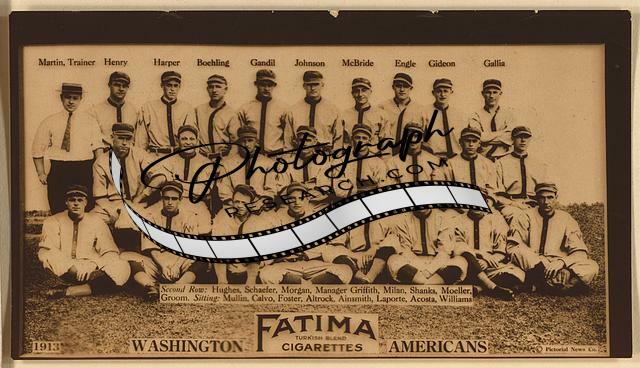 Martin, Trainer Henry Harper Boehling Gandil Johnson McBride Engle Gideon Gallia
Photograph
RESEARCH.COM
Second Row: Hughes, Schaefer, Morgan, Manager Griffith, Milan, Shanks, Moeller,
Groom. Sitting: Mullin, Calvo, Foster, Altrock, Ainsmith, Laporte, Acosta, Williams
1913
WASHINGTON
FATIMA
TURKISH BLEND
CIGARETTES
AMERICANS
© Pictorial News Co.